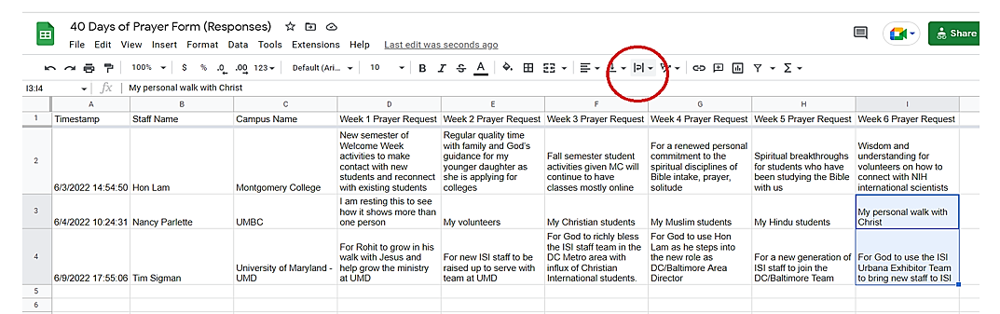 40 Days of Prayer Form (Responses)
File Edit View Insert Format Data Tools Extensions Help Last edit was seconds ago
Share
100% $ % .0 .00 123 Default (Ari... 10 B I S A
I3:I4 fx My personal walk with Christ
A B C D E F G H I
1 Timestamp Staff Name Campus Name Week 1 Prayer Request Week 2 Prayer Request Week 3 Prayer Request Week 4 Prayer Request Week 5 Prayer Request Week 6 Prayer Request
2
6/3/2022 14:54:50 Hon Lam Montgomery College
New semester of
Welcome Week
activities to make
contact with new
students and reconnect
with existing students
Regular quality time
with family and God's
guidance for my
younger daughter as
she is applying for
colleges
Fall semester student
activities given MC will
continue to have
classes mostly online
For a renewed personal
commitment to the
spiritual disciplines of
Bible intake, prayer,
solitude
Spiritual breakthroughs
for students who have
been studying the Bible
with us
Wisdom and
understanding for
volunteers on how to
connect with NIH
international scientists
3
6/4/2022 10:24:31 Nancy Parlette UMBC
I am resting this to see
how it shows more than
one person
My volunteers
My Christian students
My Muslim students
My Hindu students
My personal walk with
Christ
4
6/9/2022 17:55:06 Tim Sigman
University of Maryland -
UMD
For Rohit to grow in his
walk with Jesus and
help grow the ministry
at UMD
For new ISI staff to be
raised up to serve with
team at UMD
For God to richly bless
the ISI staff team in the
DC Metro area with
influx of Christian
International students.
For God to use Hon
Lam as he steps into
the new role as
DC/Baltimore Area
Director
For a new generation of
ISI staff to join the
DC/Baltimore Team
For God to use the ISI
Urbana Exhibitor Team
to bring new staff to ISI
5
6